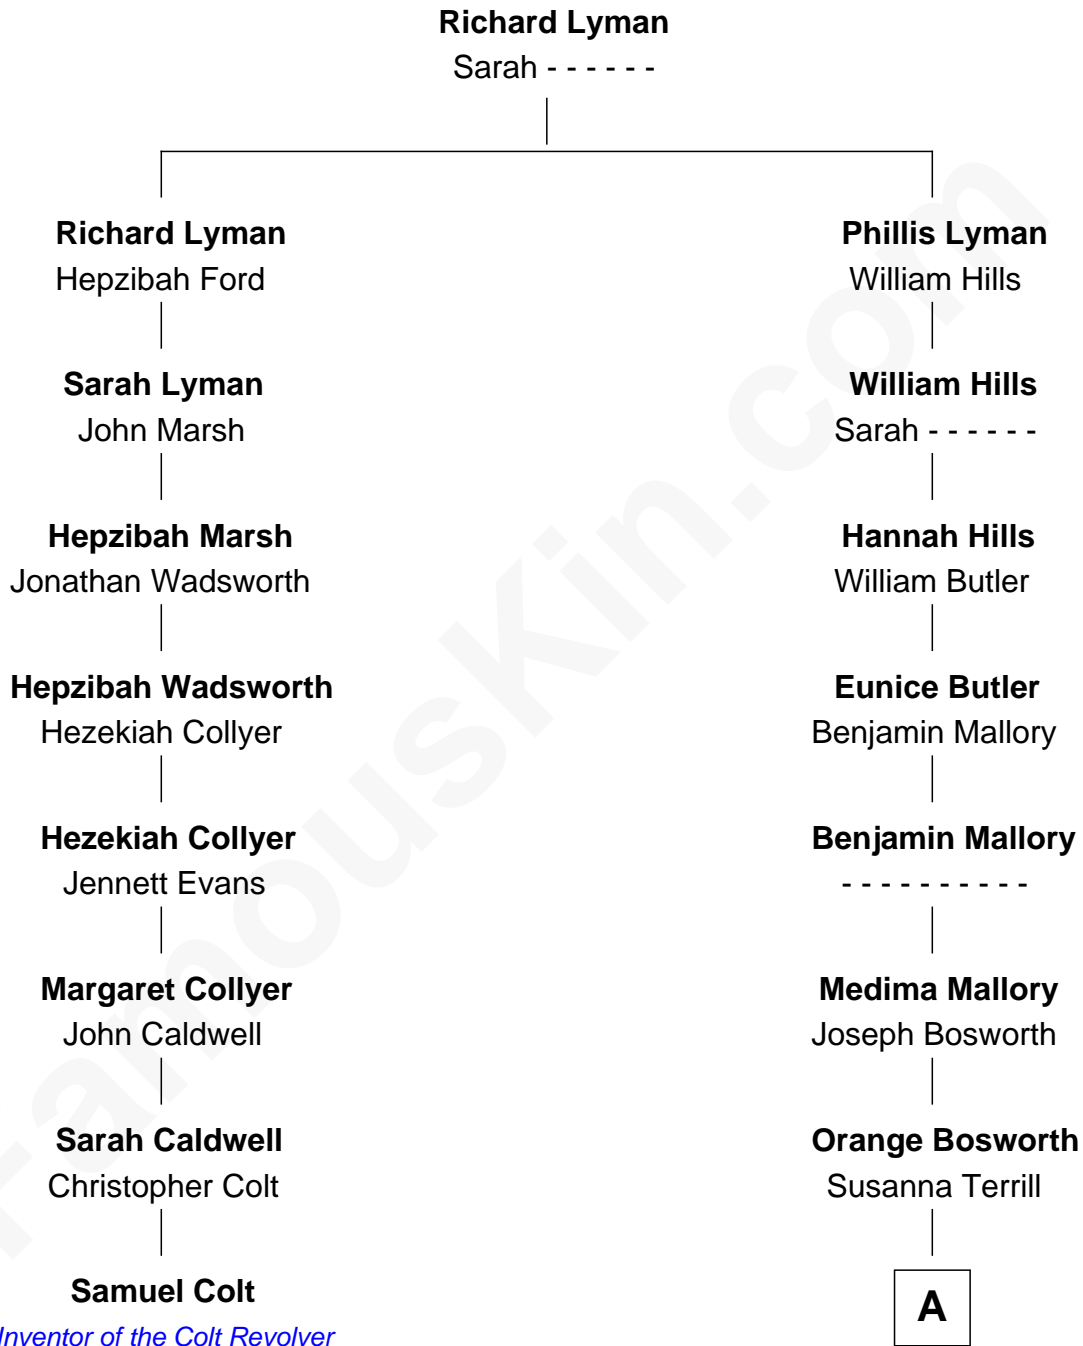 Richard Lyman
Sarah - - - - - -
Richard Lyman
Hepzibah Ford
Phillis Lyman
William Hills
Sarah Lyman
John Marsh
William Hills
Sarah - - - - - -
Hepzibah Marsh
Jonathan Wadsworth
Hannah Hills
William Butler
Hepzibah Wadsworth
Hezekiah Collyer
Eunice Butler
Benjamin Mallory
Hezekiah Collyer
Jennett Evans
Benjamin Mallory
- - - - - - - - - -
Margaret Collyer
John Caldwell
Medima Mallory
Joseph Bosworth
Sarah Caldwell
Christopher Colt
Orange Bosworth
Susanna Terrill
Samuel Colt
Inventor of the Colt Revolver
A
FamousKin.com